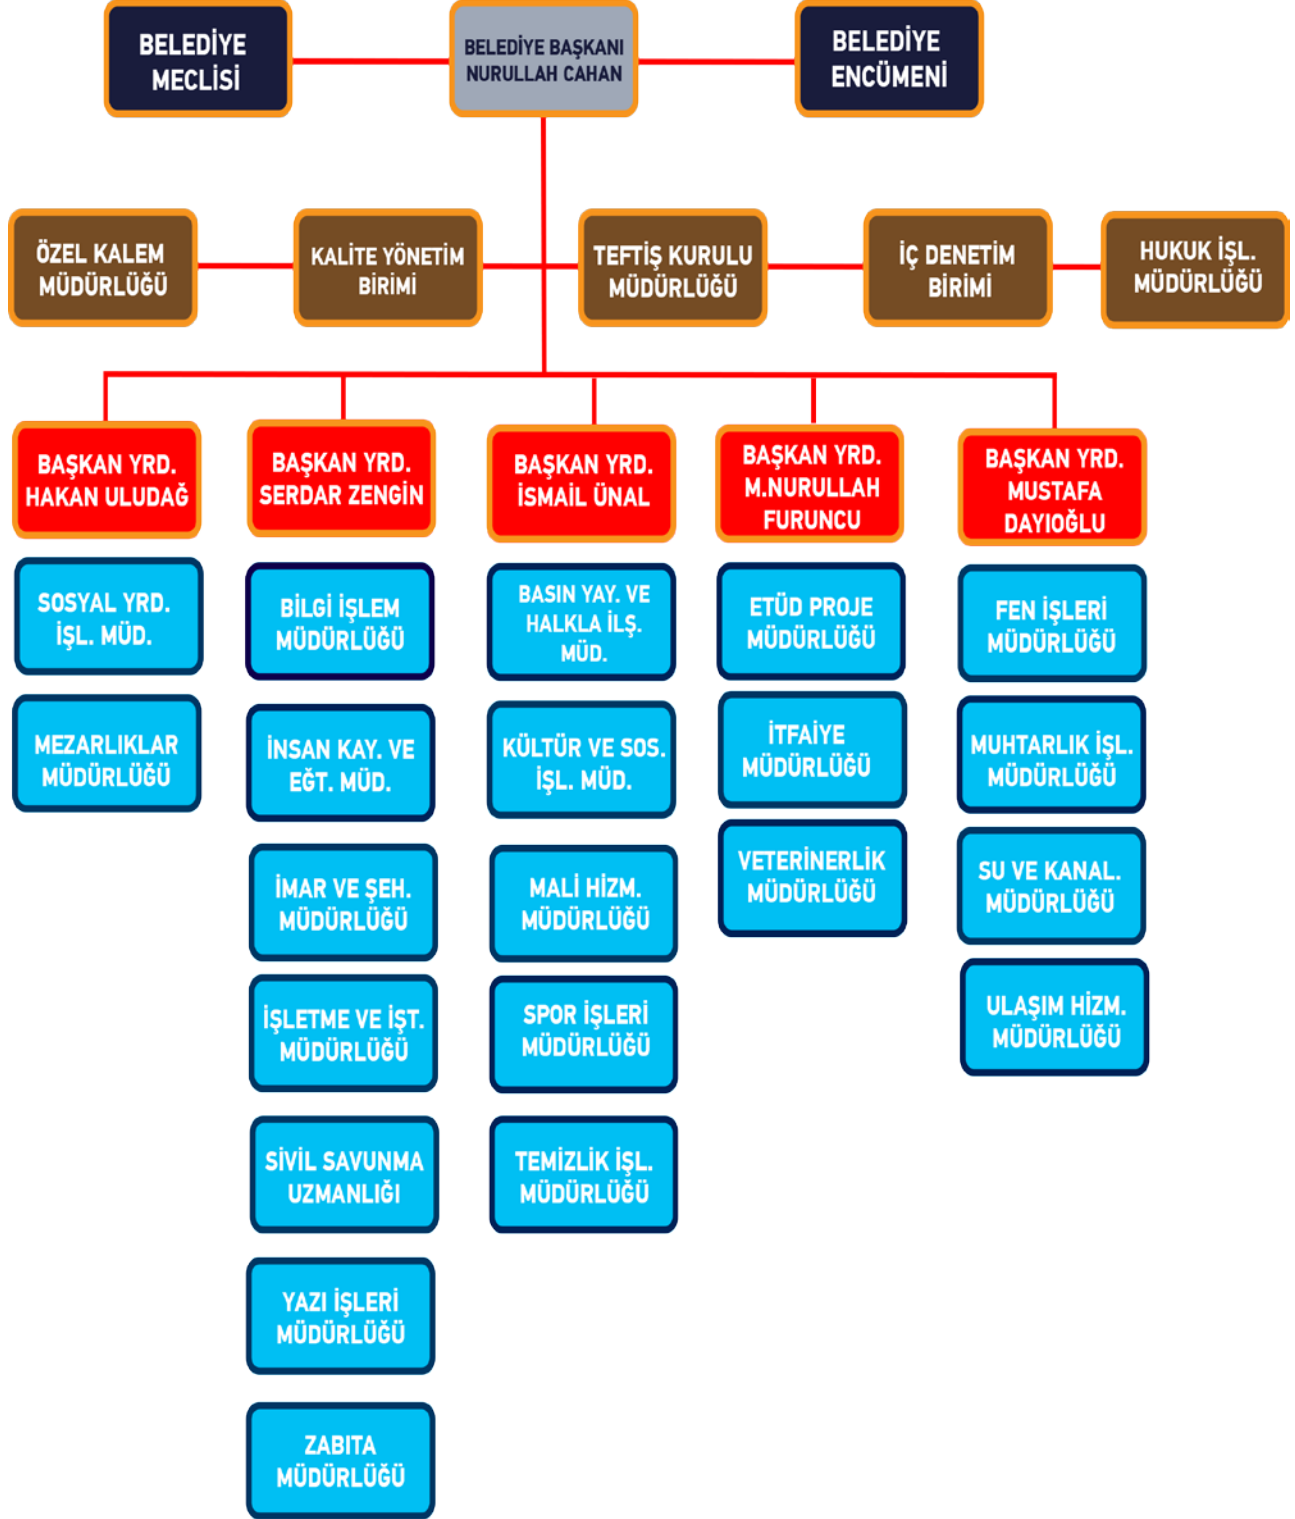 BELEDİYE
MECLİSİ
BELEDİYE BAŞKANI
NURULLAH CAHAN
BELEDİYE
ENCÜMENİ
ÖZEL KALEM
MÜDÜRLÜĞÜ
KALİTE YÖNETİM
BİRİMİ
TEFTİŞ KURULU
MÜDÜRLÜĞÜ
İÇ DENETİM
BİRİMİ
HUKUK İŞL.
MÜDÜRLÜĞÜ
BAŞKAN YRD.
HAKAN ULUDAĞ
SOSYAL YRD.
İŞL. MÜD.
MEZARLIKLAR
MÜDÜRLÜĞÜ
BAŞKAN YRD.
SERDAR ZENGİN
BİLGİ İŞLEM
MÜDÜRLÜĞÜ
İNSAN KAY. VE
EĞT. MÜD.
İMAR VE ŞEH.
MÜDÜRLÜĞÜ
İŞLETME VE İŞT.
MÜDÜRLÜĞÜ
SİVİL SAVUNMA
UZMANLIĞI
YAZI İŞLERİ
MÜDÜRLÜĞÜ
ZABITA
MÜDÜRLÜĞÜ
BAŞKAN YRD.
İSMAİL ÜNAL
BASIN YAY. VE
HALKLA İLŞ.
MÜD.
KÜLTÜR VE SOS.
İŞL. MÜD.
MALİ HİZM.
MÜDÜRLÜĞÜ
SPOR İŞLERİ
MÜDÜRLÜĞÜ
TEMİZLİK İŞL.
MÜDÜRLÜĞÜ
BAŞKAN YRD.
M.NURULLAH
FURUNCU
ETÜD PROJE
MÜDÜRLÜĞÜ
İTFAİYE
MÜDÜRLÜĞÜ
VETERİNERLİK
MÜDÜRLÜĞÜ
BAŞKAN YRD.
MUSTAFA
DAYIOĞLU
FEN İŞLERİ
MÜDÜRLÜĞÜ
MUHTARLIK İŞL.
MÜDÜRLÜĞÜ
SU VE KANAL.
MÜDÜRLÜĞÜ
ULAŞIM HİZM.
MÜDÜRLÜĞÜ